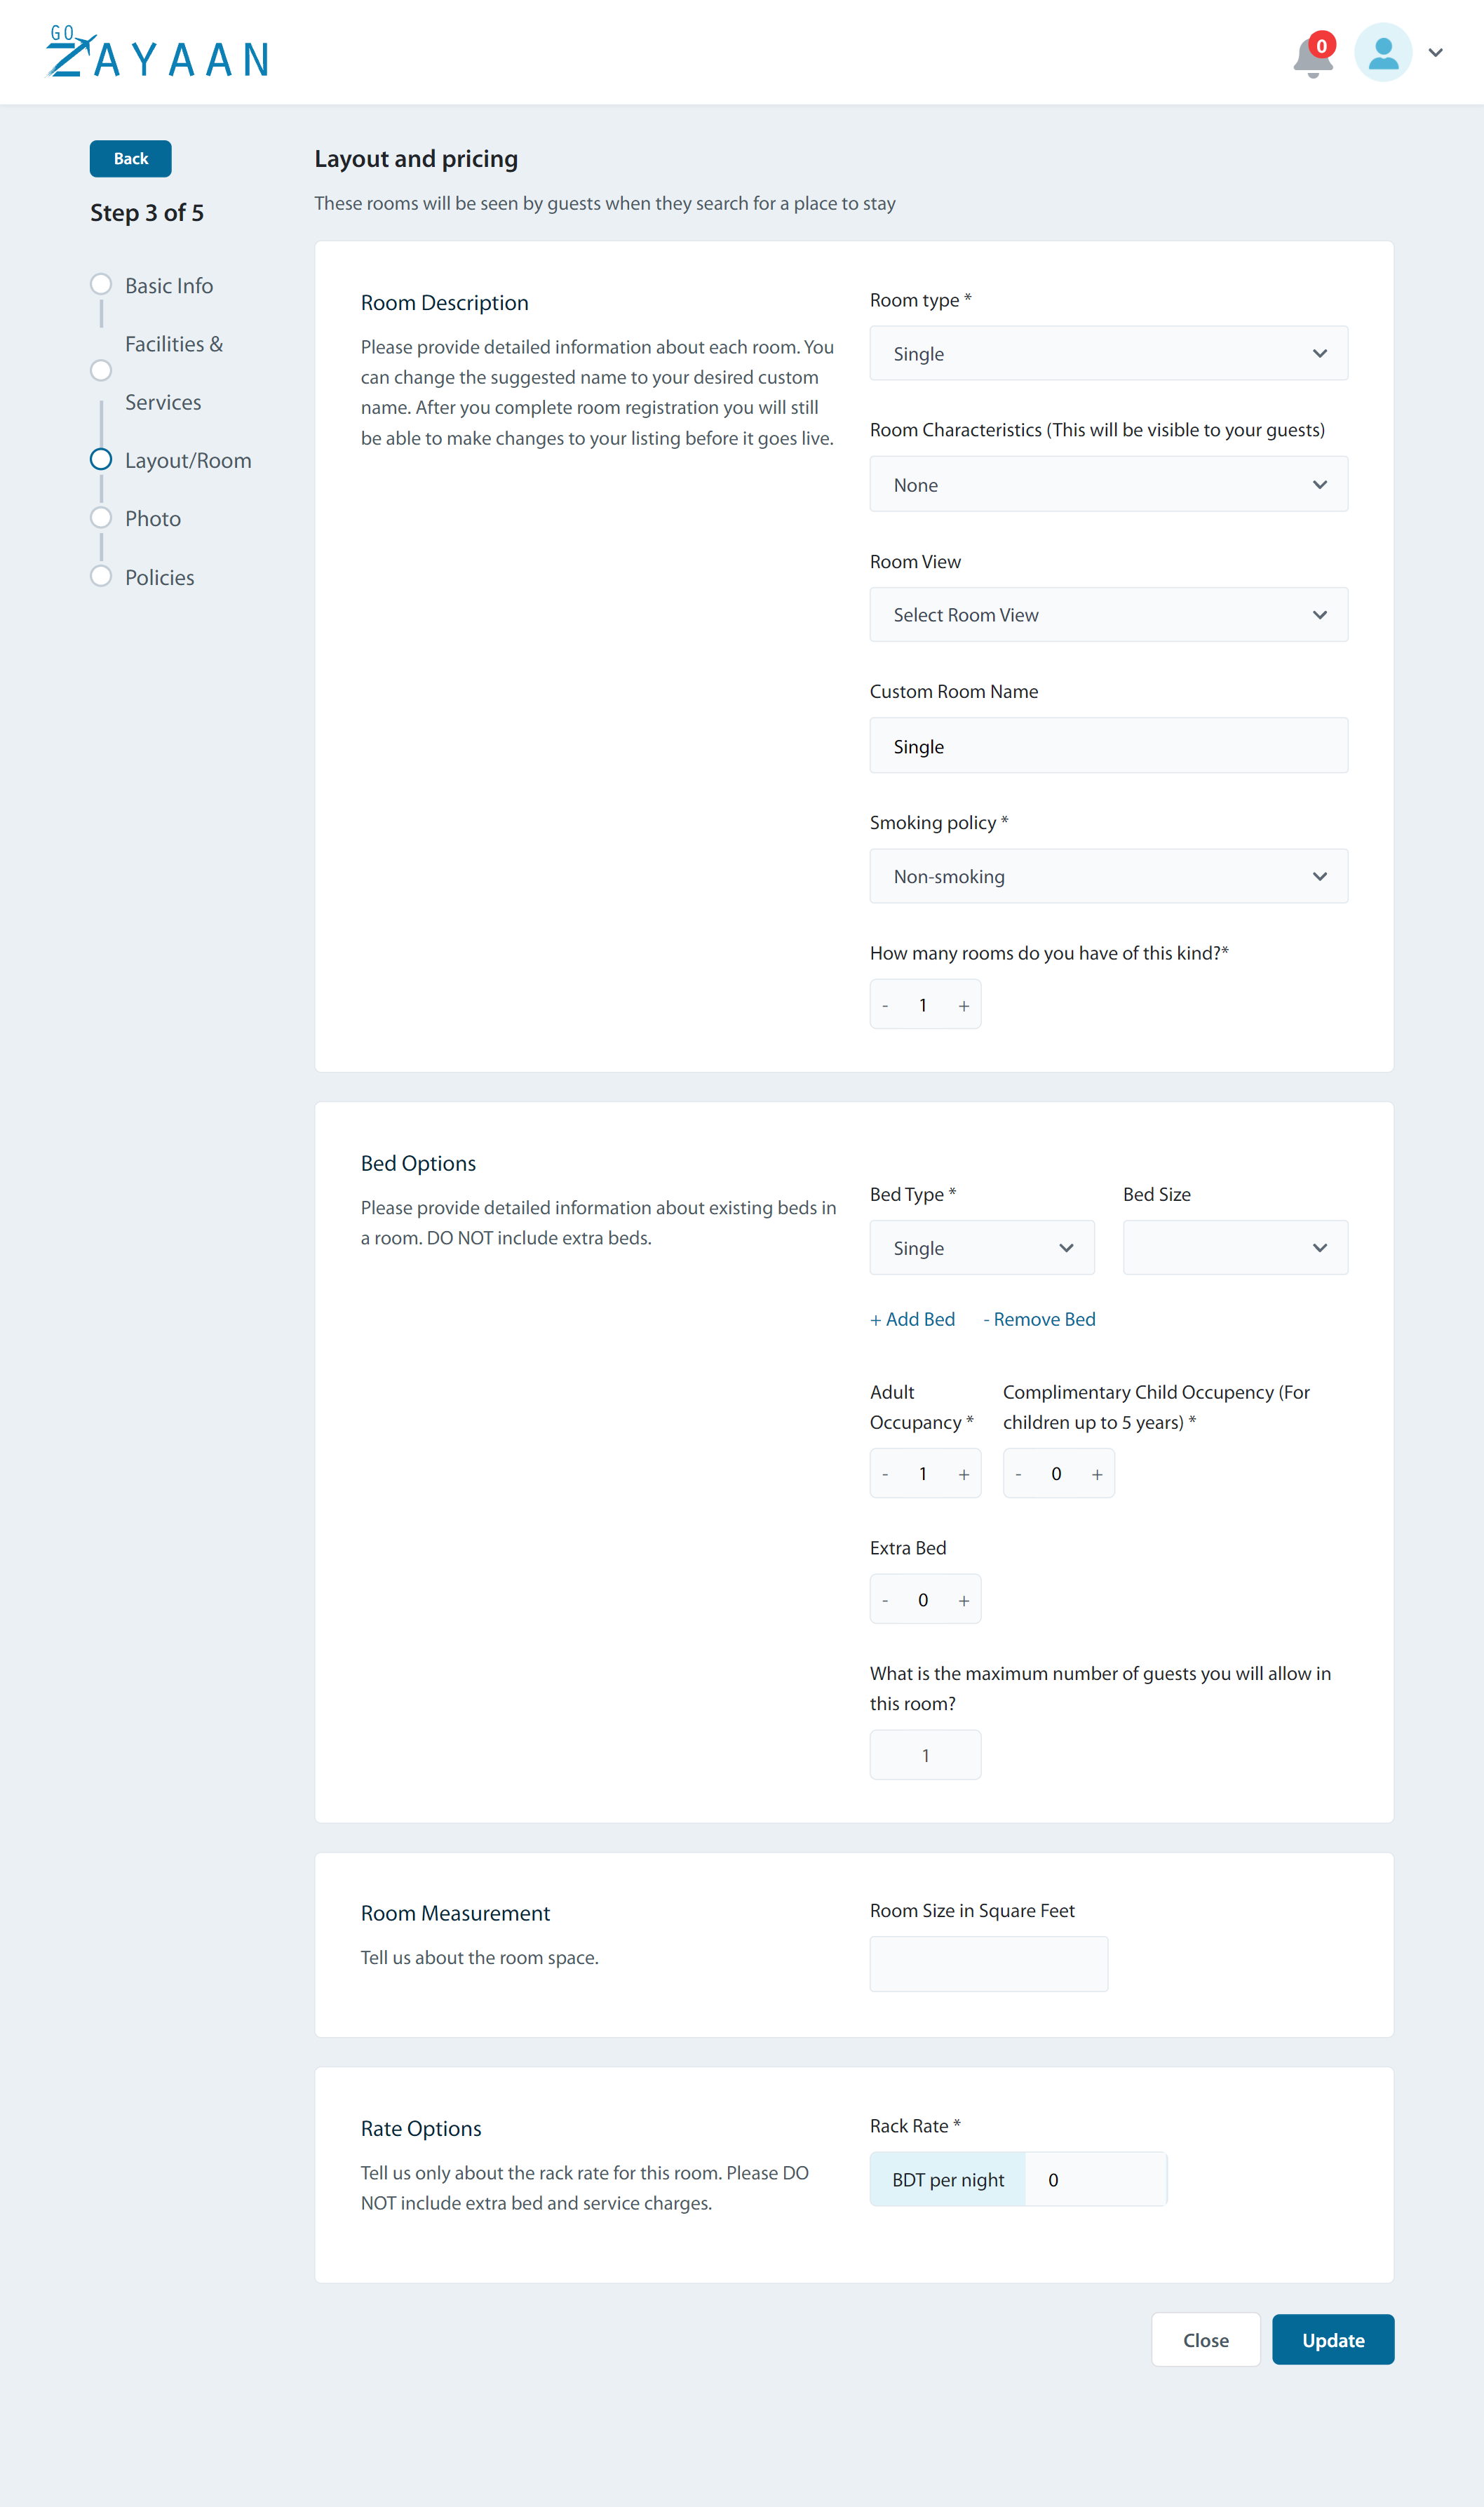 GO
ZAYAAN
0
Back
Step 3 of 5
Basic Info
Facilities &
Services
Layout/Room
Photo
Policies
Layout and pricing
These rooms will be seen by guests when they search for a place to stay
Room Description
Please provide detailed information about each room. You
can change the suggested name to your desired custom
name. After you complete room registration you will still
be able to make changes to your listing before it goes live.
Room type *
Single
Room Characteristics (This will be visible to your guests)
None
Room View
Select Room View
Custom Room Name
Single
Smoking policy *
Non-smoking
How many rooms do you have of this kind?*
- 1 +
Bed Options
Please provide detailed information about existing beds in
a room. DO NOT include extra beds.
Bed Type * Bed Size
Single
+ Add Bed - Remove Bed
Adult
Occupancy *
Complimentary Child Occupency (For
children up to 5 years) *
- 1 + - 0 +
Extra Bed
- 0 +
What is the maximum number of guests you will allow in
this room?
1
Room Measurement
Tell us about the room space.
Room Size in Square Feet
Rate Options
Tell us only about the rack rate for this room. Please DO
NOT include extra bed and service charges.
Rack Rate *
BDT per night 0
Close Update